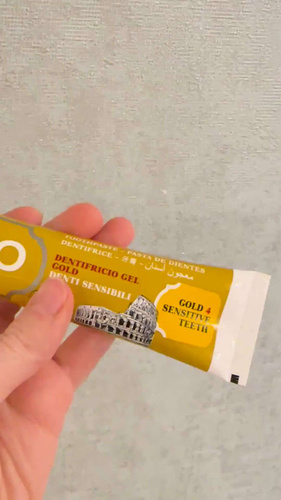 TOOTHPASTE - PASTA DE DIENTES
DENTIFRICE - 牙膏 - معجون أسنان
DENTIFRICIO GEL
GOLD
DENTI SENSIBILI
GOLD 4
SENSITIVE
TEETH
O